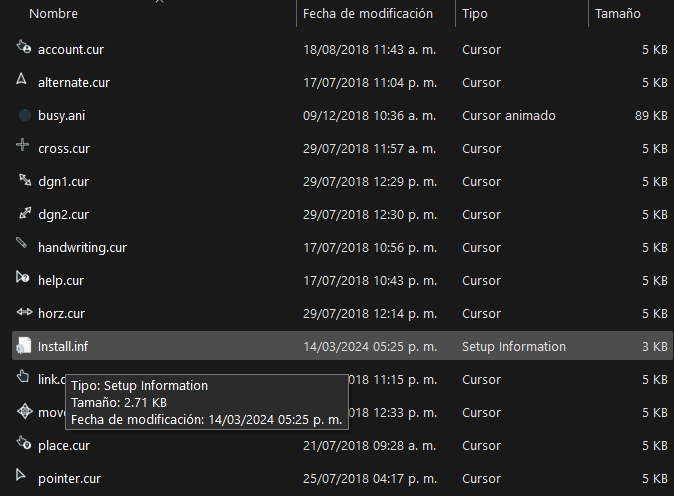 Nombre Fecha de modificación Tipo Tamaño
account.cur 18/08/2018 11:43 a. m. Cursor 5 KB
alternate.cur 17/07/2018 11:04 p. m. Cursor 5 KB
busy.ani 09/12/2018 10:36 a. m. Cursor animado 89 KB
cross.cur 29/07/2018 11:57 a. m. Cursor 5 KB
dgn1.cur 29/07/2018 12:29 p. m. Cursor 5 KB
dgn2.cur 29/07/2018 12:30 p. m. Cursor 5 KB
handwriting.cur 17/07/2018 10:56 p. m. Cursor 5 KB
help.cur 17/07/2018 10:43 p. m. Cursor 5 KB
horz.cur 29/07/2018 12:14 p. m. Cursor 5 KB
Install.inf 14/03/2024 05:25 p. m. Setup Information 3 KB
link. 2018 11:15 p. m. Cursor 5 KB
Tipo: Setup Information
Tamaño: 2.71 KB
Fecha de modificación: 14/03/2024 05:25 p. m.
mov 2018 12:33 p. m. Cursor 5 KB
place.cur 21/07/2018 09:28 a. m. Cursor 5 KB
pointer.cur 25/07/2018 04:17 p. m. Cursor 5 KB